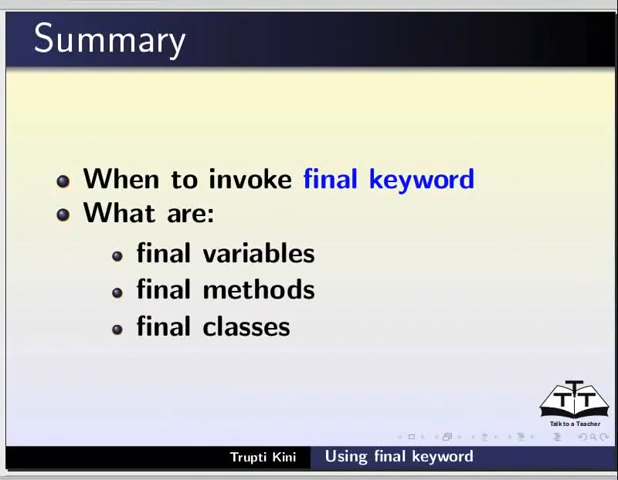 Summary
When to invoke final keyword
What are:
final variables
final methods
final classes
TTT
Talk to a Teacher
Trupti Kini Using final keyword